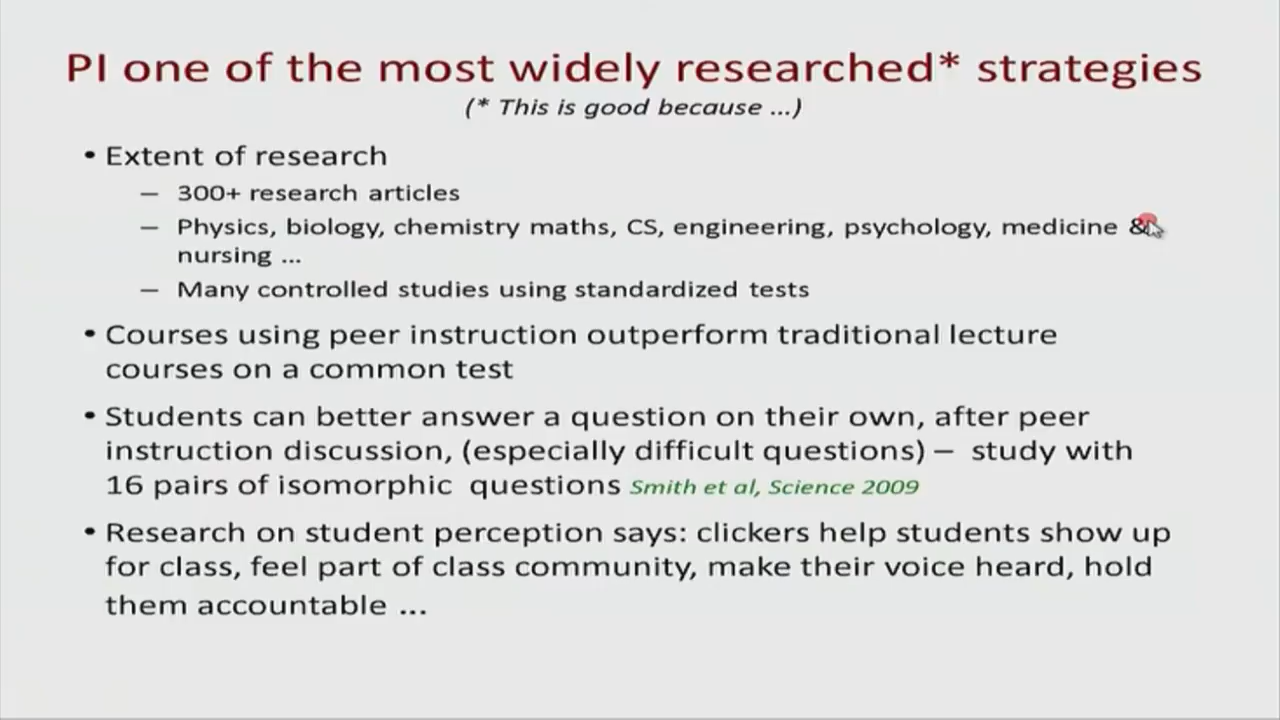 PI one of the most widely researched* strategies
(* This is good because ...)
• Extent of research
– 300+ research articles
– Physics, biology, chemistry maths, CS, engineering, psychology, medicine &
nursing ...
– Many controlled studies using standardized tests
• Courses using peer instruction outperform traditional lecture
courses on a common test
• Students can better answer a question on their own, after peer
instruction discussion, (especially difficult questions) – study with
16 pairs of isomorphic questions Smith et al, Science 2009
• Research on student perception says: clickers help students show up
for class, feel part of class community, make their voice heard, hold
them accountable ...